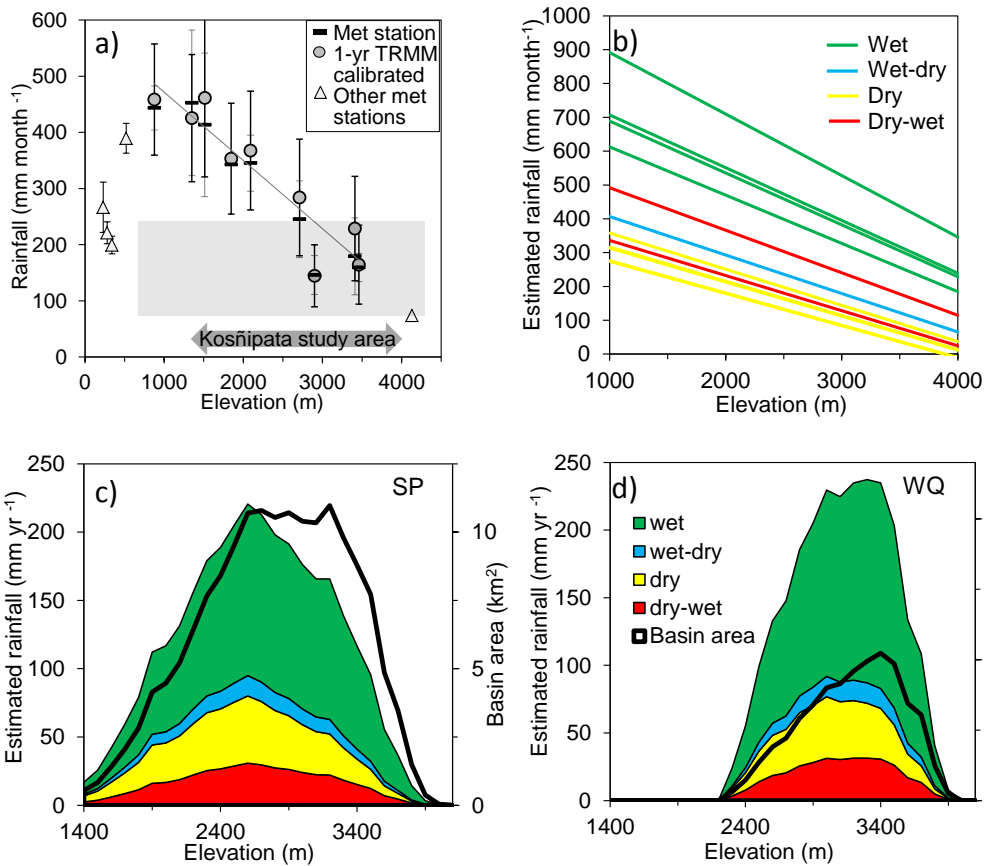 a)
Met station
1-yr TRMM
calibrated
Other met
stations
Rainfall (mm month -1)
600
500
400
300
200
100
0
Kosñipata study area
0 1000 2000 3000 4000
Elevation (m)
b)
Wet
Wet-dry
Dry
Dry-wet
Estimated rainfall (mm month-1)
1000
900
800
700
600
500
400
300
200
100
0
1000 2000 3000 4000
Elevation (m)
c)
SP
Estimated rainfall (mm yr -1)
250
200
150
100
50
0
10
5
0
Basin area (km2)
1400 2400 3400
Elevation (m)
d)
WQ
wet
wet-dry
dry
dry-wet
Basin area
Estimated rainfall (mm yr -1)
250
200
150
100
50
0
1400 2400 3400
Elevation (m)